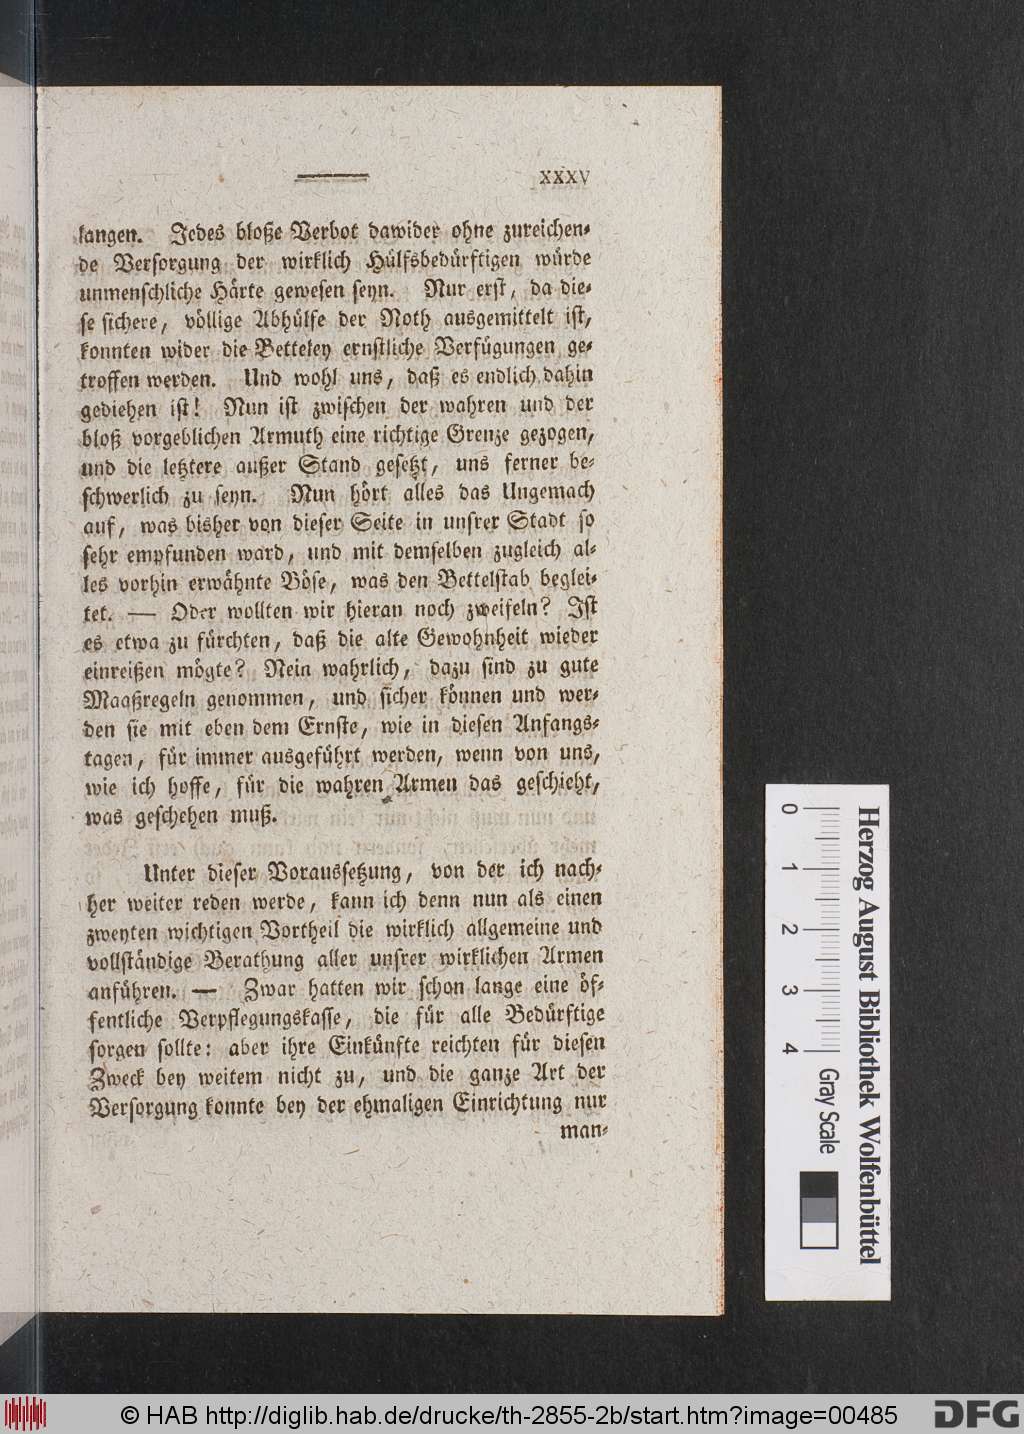 XXXV
langen. Jedes bloße Verbot dawider ohne zureichen-
de Versorgung der wirklich Hülfsbedürftigen würde
unmenschliche Härte gewesen seyn. Nur erst, da die-
se sichere, völlige Abhülfe der Noth ausgemittelt ist,
konnten wider die Betteley ernstliche Verfügungen ge-
troffen werden. Und wohl uns, daß es endlich dahin
gediehen ist! Nun ist zwischen der wahren und der
bloß vorgeblichen Armuth eine richtige Grenze gezogen,
und die letztere außer Stand gesetzt, uns ferner be-
schwerlich zu seyn. Nun hört alles das Ungemach
auf, was bisher von dieser Seite in unsrer Stadt so
sehr empfunden ward, und mit demselben zugleich al-
les vorhin erwähnte Böse, was den Bettelstab beglei-
tet. — Oder wollten wir hieran noch zweifeln? Ist
es etwa zu fürchten, daß die alte Gewohnheit wieder
einreißen mögte? Nein wahrlich, dazu sind zu gute
Maaßregeln genommen, und sicher können und wer-
den sie mit eben dem Ernste, wie in diesen Anfangs-
tagen, für immer ausgeführt werden, wenn von uns,
wie ich hoffe, für die wahren Armen das geschieht,
was geschehen muß.
Unter dieser Voraussetzung, von der ich nach-
her weiter reden werde, kann ich denn nun als einen
zweyten wichtigen Vortheil die wirklich allgemeine und
vollständige Berathung aller unsrer wirklichen Armen
anführen. — Zwar hatten wir schon lange eine öf-
fentliche Verpflegungskasse, die für alle Bedürftige
sorgen sollte: aber ihre Einkünfte reichten für diesen
Zweck bey weitem nicht zu, und die ganze Art der
Versorgung konnte bey der ehmaligen Einrichtung nur
man-
0 1 2 3 4 Gray Scale
Herzog August Bibliothek Wolfenbüttel
© HAB http://diglib.hab.de/drucke/th-2855-2b/start.htm?image=00485
DFG